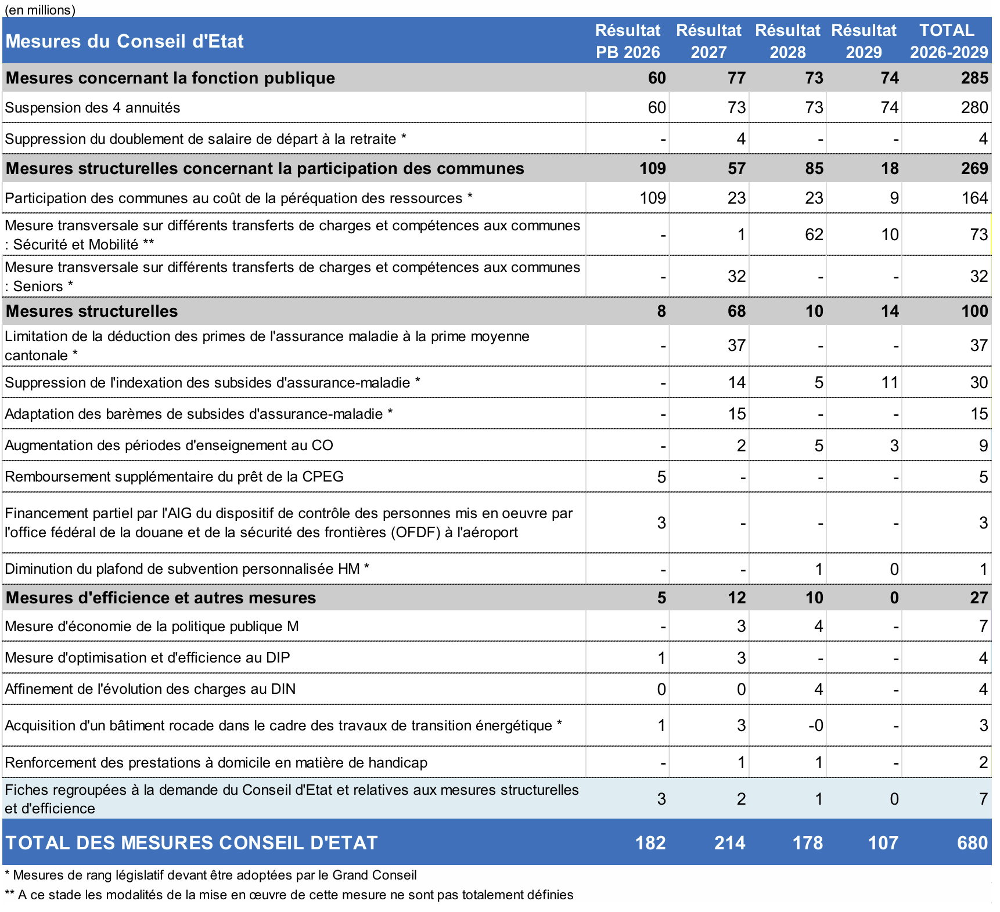 (en millions)
Mesures du Conseil d'Etat Résultat PB 2026 Résultat 2027 Résultat 2028 Résultat 2029 TOTAL 2026-2029
Mesures concernant la fonction publique 60 77 73 74 285
Suspension des 4 annuités 60 73 73 74 280
Suppression du doublement de salaire de départ à la retraite * - 4 - - 4
Mesures structurelles concernant la participation des communes 109 57 85 18 269
Participation des communes au coût de la péréquation des ressources * 109 23 23 9 164
Mesure transversale sur différents transferts de charges et compétences aux communes
: Sécurité et Mobilité ** - 1 62 10 73
Mesure transversale sur différents transferts de charges et compétences aux communes
: Seniors * - 32 - - 32
Mesures structurelles 8 68 10 14 100
Limitation de la déduction des primes de l'assurance maladie à la prime moyenne
cantonale * - 37 - - 37
Suppression de l'indexation des subsides d'assurance-maladie * - 14 5 11 30
Adaptation des barèmes de subsides d'assurance-maladie * - 15 - - 15
Augmentation des périodes d'enseignement au CO - 2 5 3 9
Remboursement supplémentaire du prêt de la CPEG 5 - - - 5
Financement partiel par l'AIG du dispositif de contrôle des personnes mis en oeuvre par
l'office fédéral de la douane et de la sécurité des frontières (OFDF) à l'aéroport 3 - - - 3
Diminution du plafond de subvention personnalisée HM * - - 1 0 1
Mesures d'efficience et autres mesures 5 12 10 0 27
Mesure d'économie de la politique publique M - 3 4 - 7
Mesure d'optimisation et d'efficience au DIP 1 3 - - 4
Affinement de l'évolution des charges au DIN 0 0 4 - 4
Acquisition d'un bâtiment rocade dans le cadre des travaux de transition énergétique * 1 3 -0 - 3
Renforcement des prestations à domicile en matière de handicap - 1 1 - 2
Fiches regroupées à la demande du Conseil d'Etat et relatives aux mesures structurelles
et d'efficience 3 2 1 0 7
TOTAL DES MESURES CONSEIL D'ETAT 182 214 178 107 680
* Mesures de rang législatif devant être adoptées par le Grand Conseil
** A ce stade les modalités de la mise en œuvre de cette mesure ne sont pas totalement définies